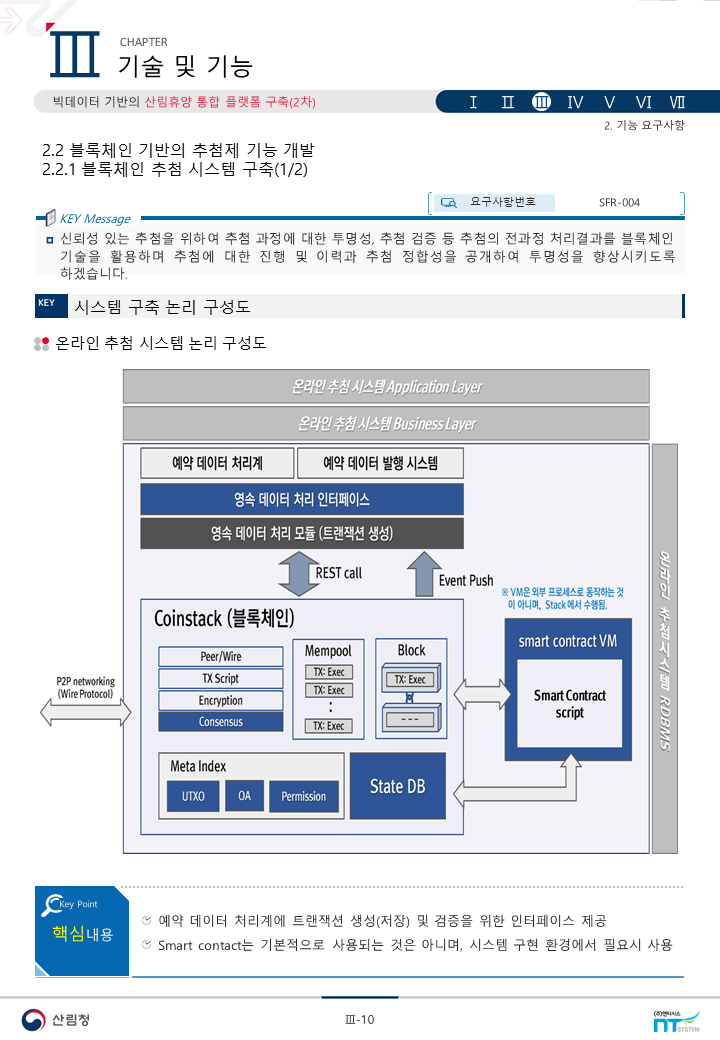 Ⅲ
CHAPTER
기술 및 기능
빅데이터 기반의 산림휴양 통합 플랫폼 구축(2차)
Ⅰ Ⅱ Ⅲ Ⅳ Ⅴ Ⅵ Ⅶ
2. 기능 요구사항
2.2 블록체인 기반의 추첨제 기능 개발
2.2.1 블록체인 추첨 시스템 구축(1/2)
요구사항번호 SFR-004
KEY Message
신뢰성 있는 추첨을 위하여 추첨 과정에 대한 투명성, 추첨 검증 등 추첨의 전과정 처리결과를 블록체인
기술을 활용하며 추첨에 대한 진행 및 이력과 추첨 정합성을 공개하여 투명성을 향상시키도록
하겠습니다.
KEY 시스템 구축 논리 구성도
온라인 추첨 시스템 논리 구성도
온라인 추첨 시스템 Application Layer
온라인 추첨 시스템 Business Layer
예약 데이터 처리계 예약 데이터 발행 시스템
영속 데이터 처리 인터페이스
영속 데이터 처리 모듈 (트랜잭션 생성)
REST call
Event Push
※ VM은 외부 프로세스로 동작하는 것
이 아니며, Stack 에서 수행됨.
Coinstack (블록체인)
Peer/Wire
TX Script
Encryption
Consensus
Mempool
TX: Exec
TX: Exec
:
TX: Exec
Block
TX: Exec
---
smart contract VM
Smart Contract
script
P2P networking
(Wire Protocol)
Meta Index
UTXO OA Permission
State DB
온라인 추첨시스템 RDBMS
Key Point
핵심내용
예약 데이터 처리계에 트랜잭션 생성(저장) 및 검증을 위한 인터페이스 제공
Smart contact는 기본적으로 사용되는 것은 아니며, 시스템 구현 환경에서 필요시 사용
산림청
Ⅲ-10
(주)엔티시스
NT SYSTEM